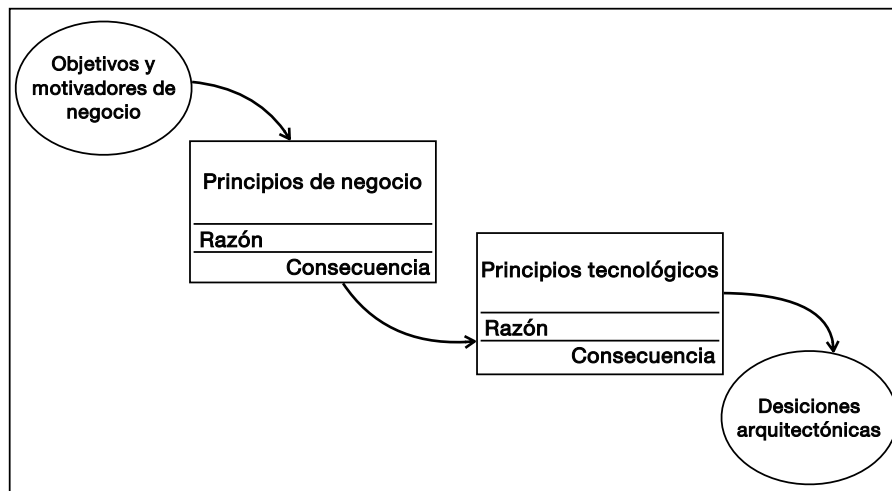 Objetivos y
motivadores de
negocio
Principios de negocio
Razón
Consecuencia
Principios tecnológicos
Razón
Consecuencia
Desiciones
arquitectónicas